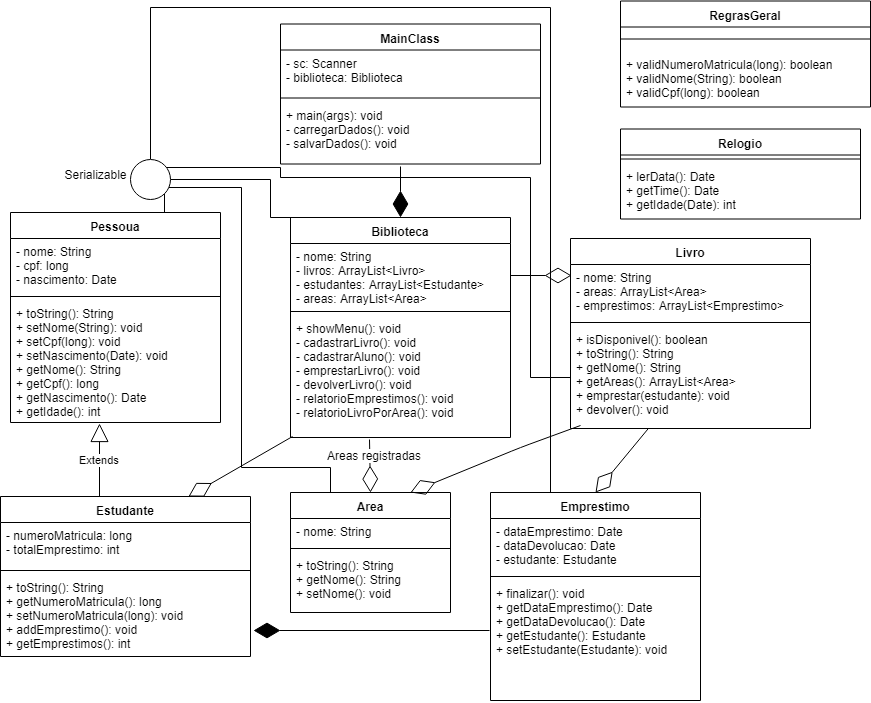 RegrasGeral
+ validNumeroMatricula(long): boolean
+ validNome(String): boolean
+ validCpf(long): boolean
MainClass
- sc: Scanner
- biblioteca: Biblioteca
+ main(args): void
- carregarDados(): void
- salvarDados(): void
Relogio
+ lerData(): Date
+ getTime(): Date
+ getIdade(Date): int
Serializable
Pessoua
- nome: String
- cpf: long
- nascimento: Date
+ toString(): String
+ setNome(String): void
+ setCpf(long): void
+ setNascimento(Date): void
+ getNome(): String
+ getCpf(): long
+ getNascimento(): Date
+ getIdade(): int
Biblioteca
- nome: String
- livros: ArrayList<Livro>
- estudantes: ArrayList<Estudante>
- areas: ArrayList<Area>
+ showMenu(): void
- cadastrarLivro(): void
- cadastrarAluno(): void
- emprestarLivro(): void
- devolverLivro(): void
- relatorioEmprestimos(): void
- relatorioLivroPorArea(): void
Livro
- nome: String
- areas: ArrayList<Area>
- emprestimos: ArrayList<Emprestimo>
+ isDisponivel(): boolean
+ toString(): String
+ getNome(): String
+ getAreas(): ArrayList<Area>
+ emprestar(estudante): void
+ devolver(): void
Extends
Areas registradas
Estudante
- numeroMatricula: long
- totalEmprestimo: int
+ toString(): String
+ getNumeroMatricula(): long
+ setNumeroMatricula(long): void
+ addEmprestimo(): void
+ getEmprestimos(): int
Area
- nome: String
+ toString(): String
+ getNome(): String
+ setNome(): void
Emprestimo
- dataEmprestimo: Date
- dataDevolucao: Date
- estudante: Estudante
+ finalizar(): void
+ getDataEmprestimo(): Date
+ getDataDevolucao(): Date
+ getEstudante(): Estudante
+ setEstudante(Estudante): void